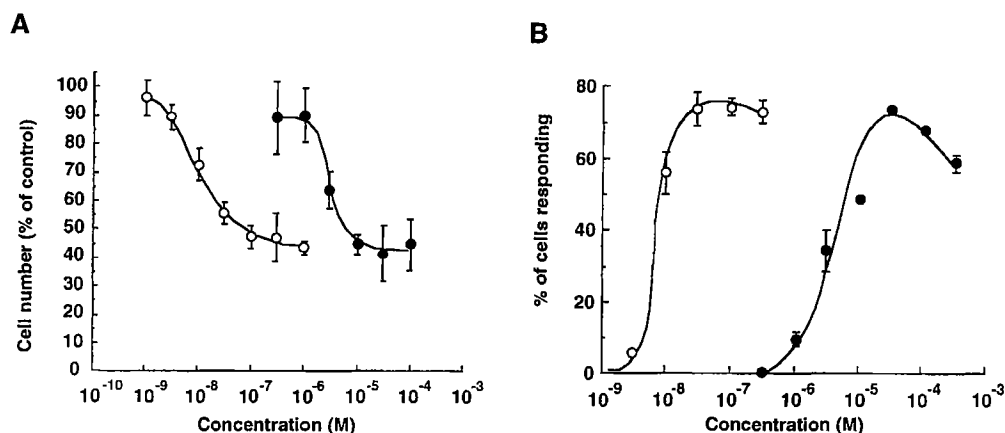 A
Cell number (% of control)
100
90
80
70
60
50
40
30
20
10
0
10-10 10-9 10-8 10-7 10-6 10-5 10-4 10-3
Concentration (M)
B
% of cells responding
80
60
40
20
0
10-9 10-8 10-7 10-6 10-5 10-4 10-3
Concentration (M)